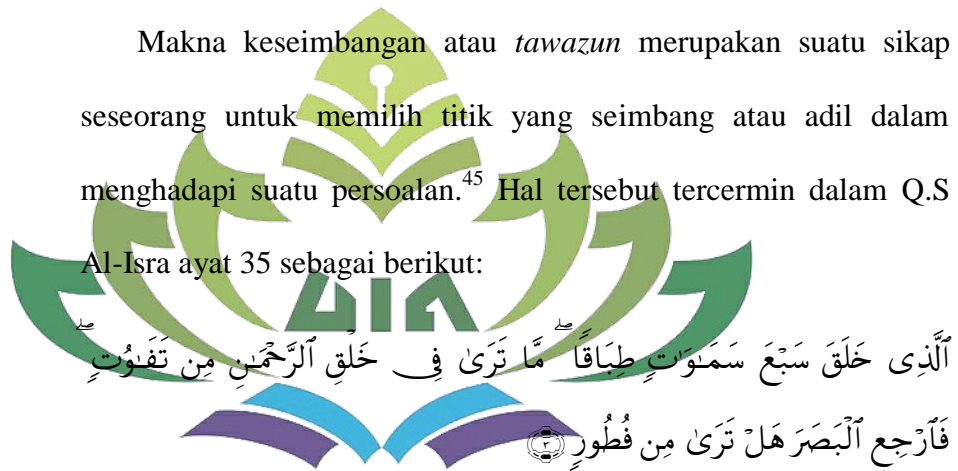 Makna keseimbangan atau tawazun merupakan suatu sikap
seseorang untuk memilih titik yang seimbang atau adil dalam
menghadapi suatu persoalan.45 Hal tersebut tercermin dalam Q.S
Al-Isra ayat 35 sebagai berikut:
UIN
ٱلَّذِى خَلَقَ سَبْعَ سَمَـٰوَٰتٍ طِبَاقًا ۖ مَّا تَرَىٰ فِى خَلْقِ ٱلرَّحْمَـٰنِ مِن تَفَـٰوُتٍ ۖ
فَٱرْجِعِ ٱلْبَصَرَ هَلْ تَرَىٰ مِن فُطُورٍ ﴿٣﴾